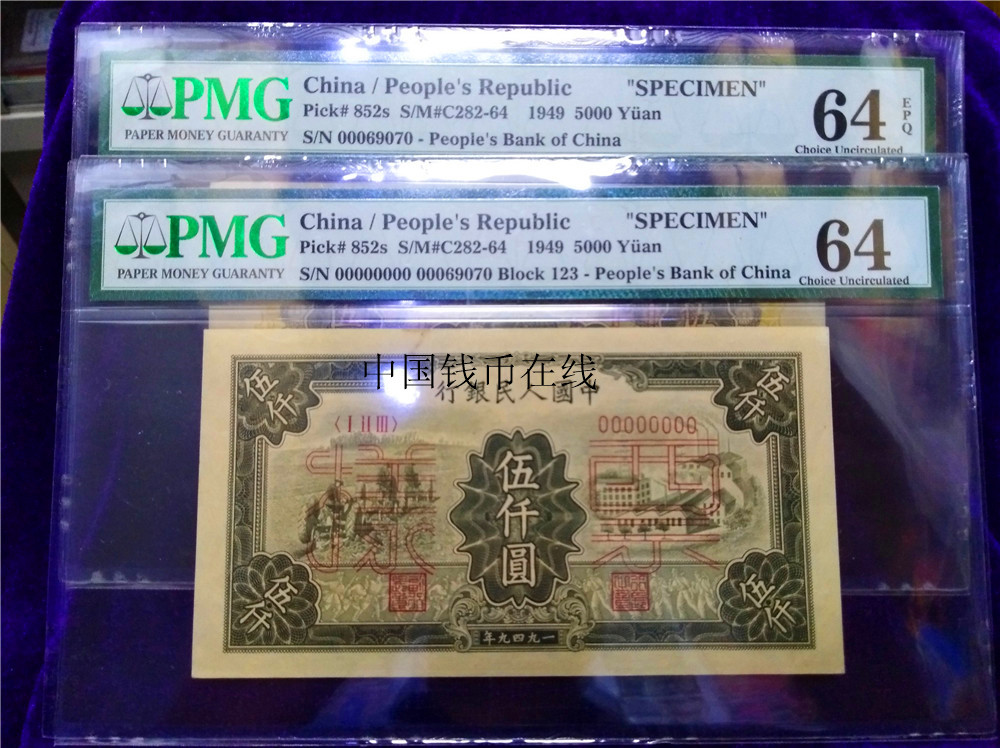 PMG
PAPER MONEY GUARANTY
China / People's Republic "SPECIMEN"
Pick# 852s S/M#C282-64 1949 5000 Yüan
S/N 00069070 - People's Bank of China
64
EPQ
Choice Uncirculated
PMG
PAPER MONEY GUARANTY
China / People's Republic "SPECIMEN"
Pick# 852s S/M#C282-64 1949 5000 Yüan
S/N 00000000 00069070 Block 123 - People's Bank of China
64
Choice Uncirculated
中国钱币在线
行銀民人國中
伍仟
伍仟
〈I II III〉
00000000
票樣
伍仟圓
伍仟
伍仟
年九四九一